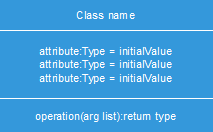 Class name
attribute:Type = initialValue
attribute:Type = initialValue
attribute:Type = initialValue
operation(arg list):return type